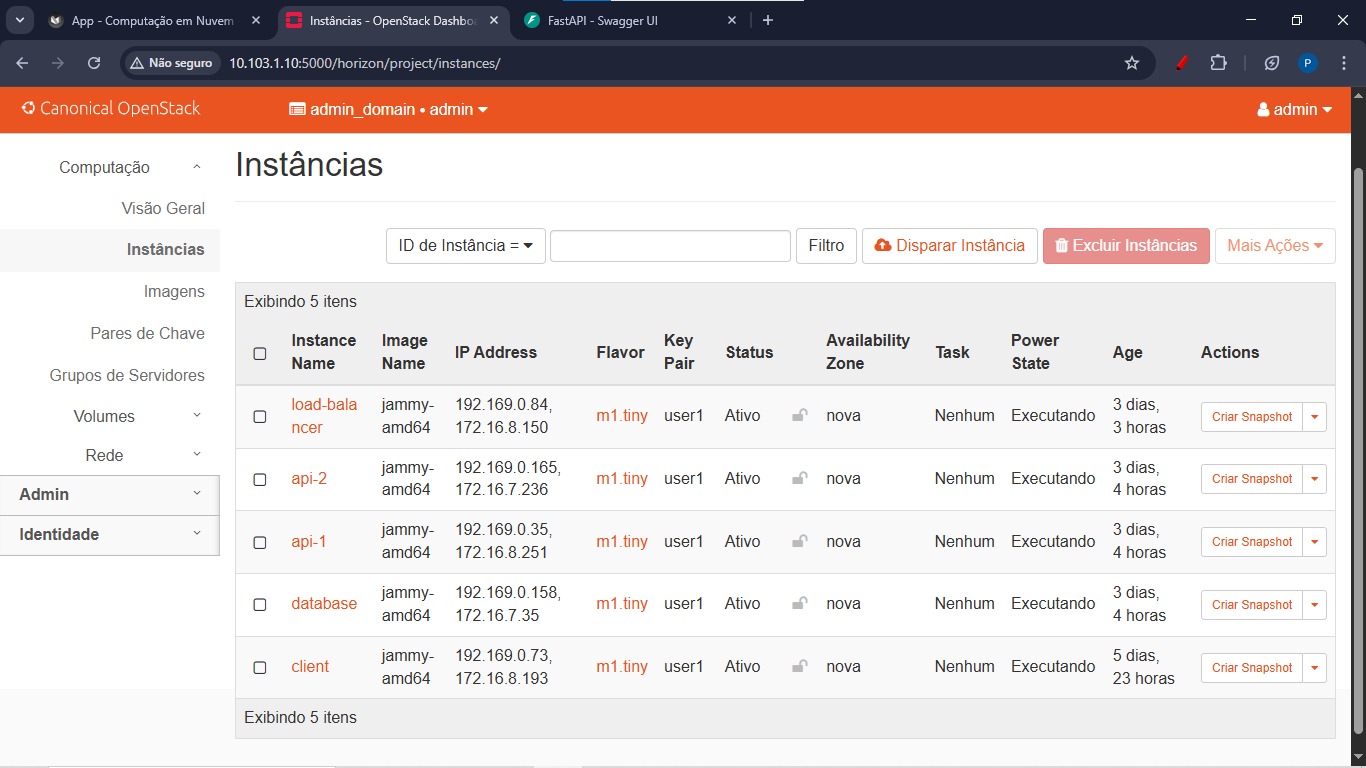 App - Computação em Nuvem
Instâncias - OpenStack Dashboa
FastAPI - Swagger UI
Não seguro
10.103.1.10:5000/horizon/project/instances/
P
Canonical OpenStack
admin_domain • admin
admin
Computação
Visão Geral
Instâncias
Imagens
Pares de Chave
Grupos de Servidores
Volumes
Rede
Admin
Identidade
Instâncias
ID de Instância =
Filtro
Disparar Instância
Excluir Instâncias
Mais Ações
Exibindo 5 itens
Instance Name
Image Name
IP Address
Flavor
Key Pair
Status
Availability Zone
Task
Power State
Age
Actions
load-bala
ncer
jammy-
amd64
192.169.0.84,
172.16.8.150
m1.tiny
user1
Ativo
nova
Nenhum
Executando
3 dias,
3 horas
Criar Snapshot
api-2
jammy-
amd64
192.169.0.165,
172.16.7.236
m1.tiny
user1
Ativo
nova
Nenhum
Executando
3 dias,
4 horas
Criar Snapshot
api-1
jammy-
amd64
192.169.0.35,
172.16.8.251
m1.tiny
user1
Ativo
nova
Nenhum
Executando
3 dias,
4 horas
Criar Snapshot
database
jammy-
amd64
192.169.0.158,
172.16.7.35
m1.tiny
user1
Ativo
nova
Nenhum
Executando
3 dias,
4 horas
Criar Snapshot
client
jammy-
amd64
192.169.0.73,
172.16.8.193
m1.tiny
user1
Ativo
nova
Nenhum
Executando
5 dias,
23 horas
Criar Snapshot
Exibindo 5 itens